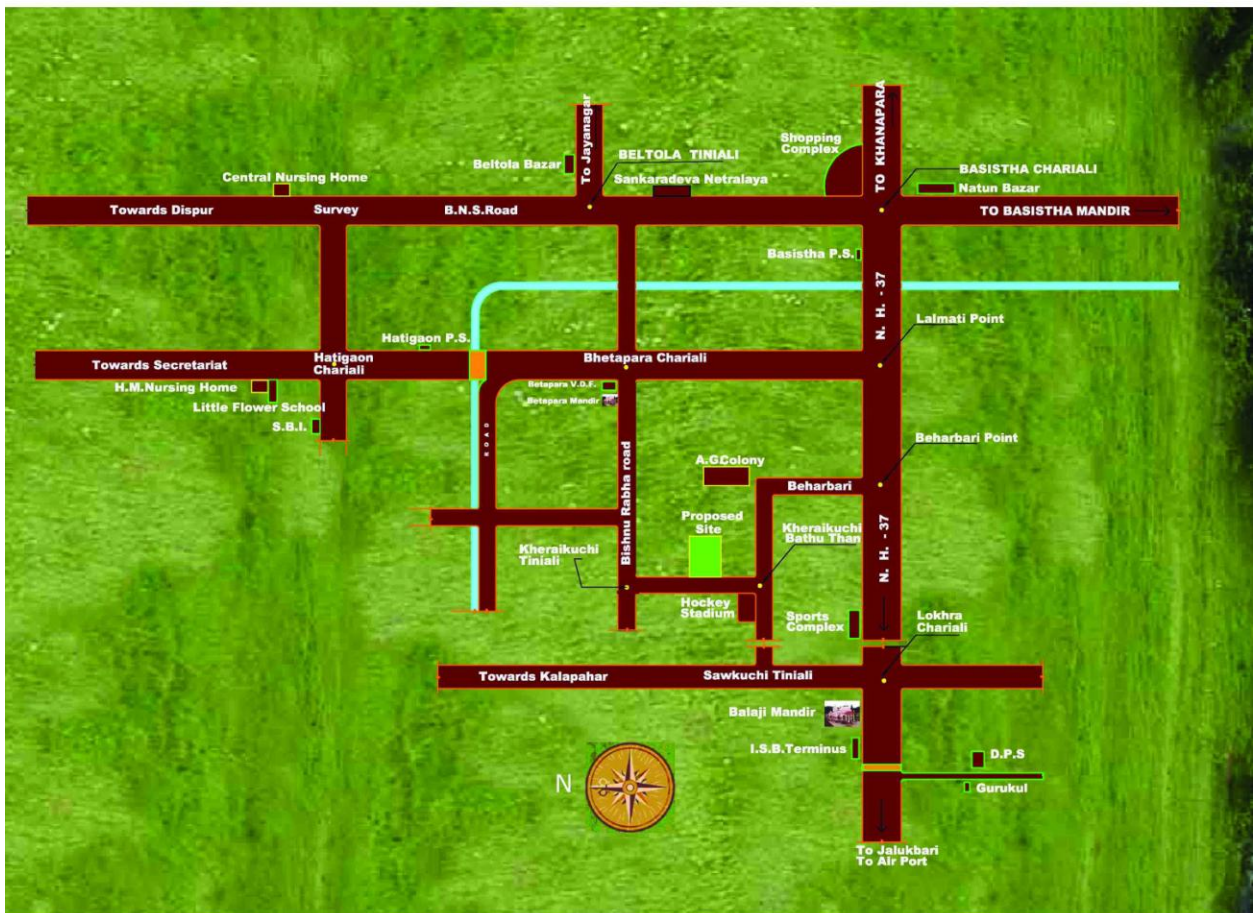 TO KHANAPARA
To Jayanagar
Shopping
Complex
BELTOLA TINIALI
Beltola Bazar
BASISTHA CHARIALI
Central Nursing Home
Sankaradeva Netralaya
Natun Bazar
Towards Dispur
Survey
B.N.S.Road
TO BASISTHA MANDIR
Basistha P.S.
N. H. - 37
Lalmati Point
Hatigaon P.S.
Towards Secretariat
Hatigaon
Chariali
Bhetapara Chariali
H.M.Nursing Home
Betapara V.D.F.
Betapara Mandir
Little Flower School
S.B.I.
ROAD
Bishnu Rabha road
Beharbari Point
A.G.Colony
Beharbari
Proposed
Site
Kheraikuchi
Bathu Than
N. H. - 37
Kheraikuchi
Tiniali
Hockey
Stadium
Sports
Complex
Lokhra
Chariali
Towards Kalapahar
Sawkuchi Tiniali
Balaji Mandir
I.S.B.Terminus
D.P.S
N
Gurukul
To Jalukbari
To Air Port